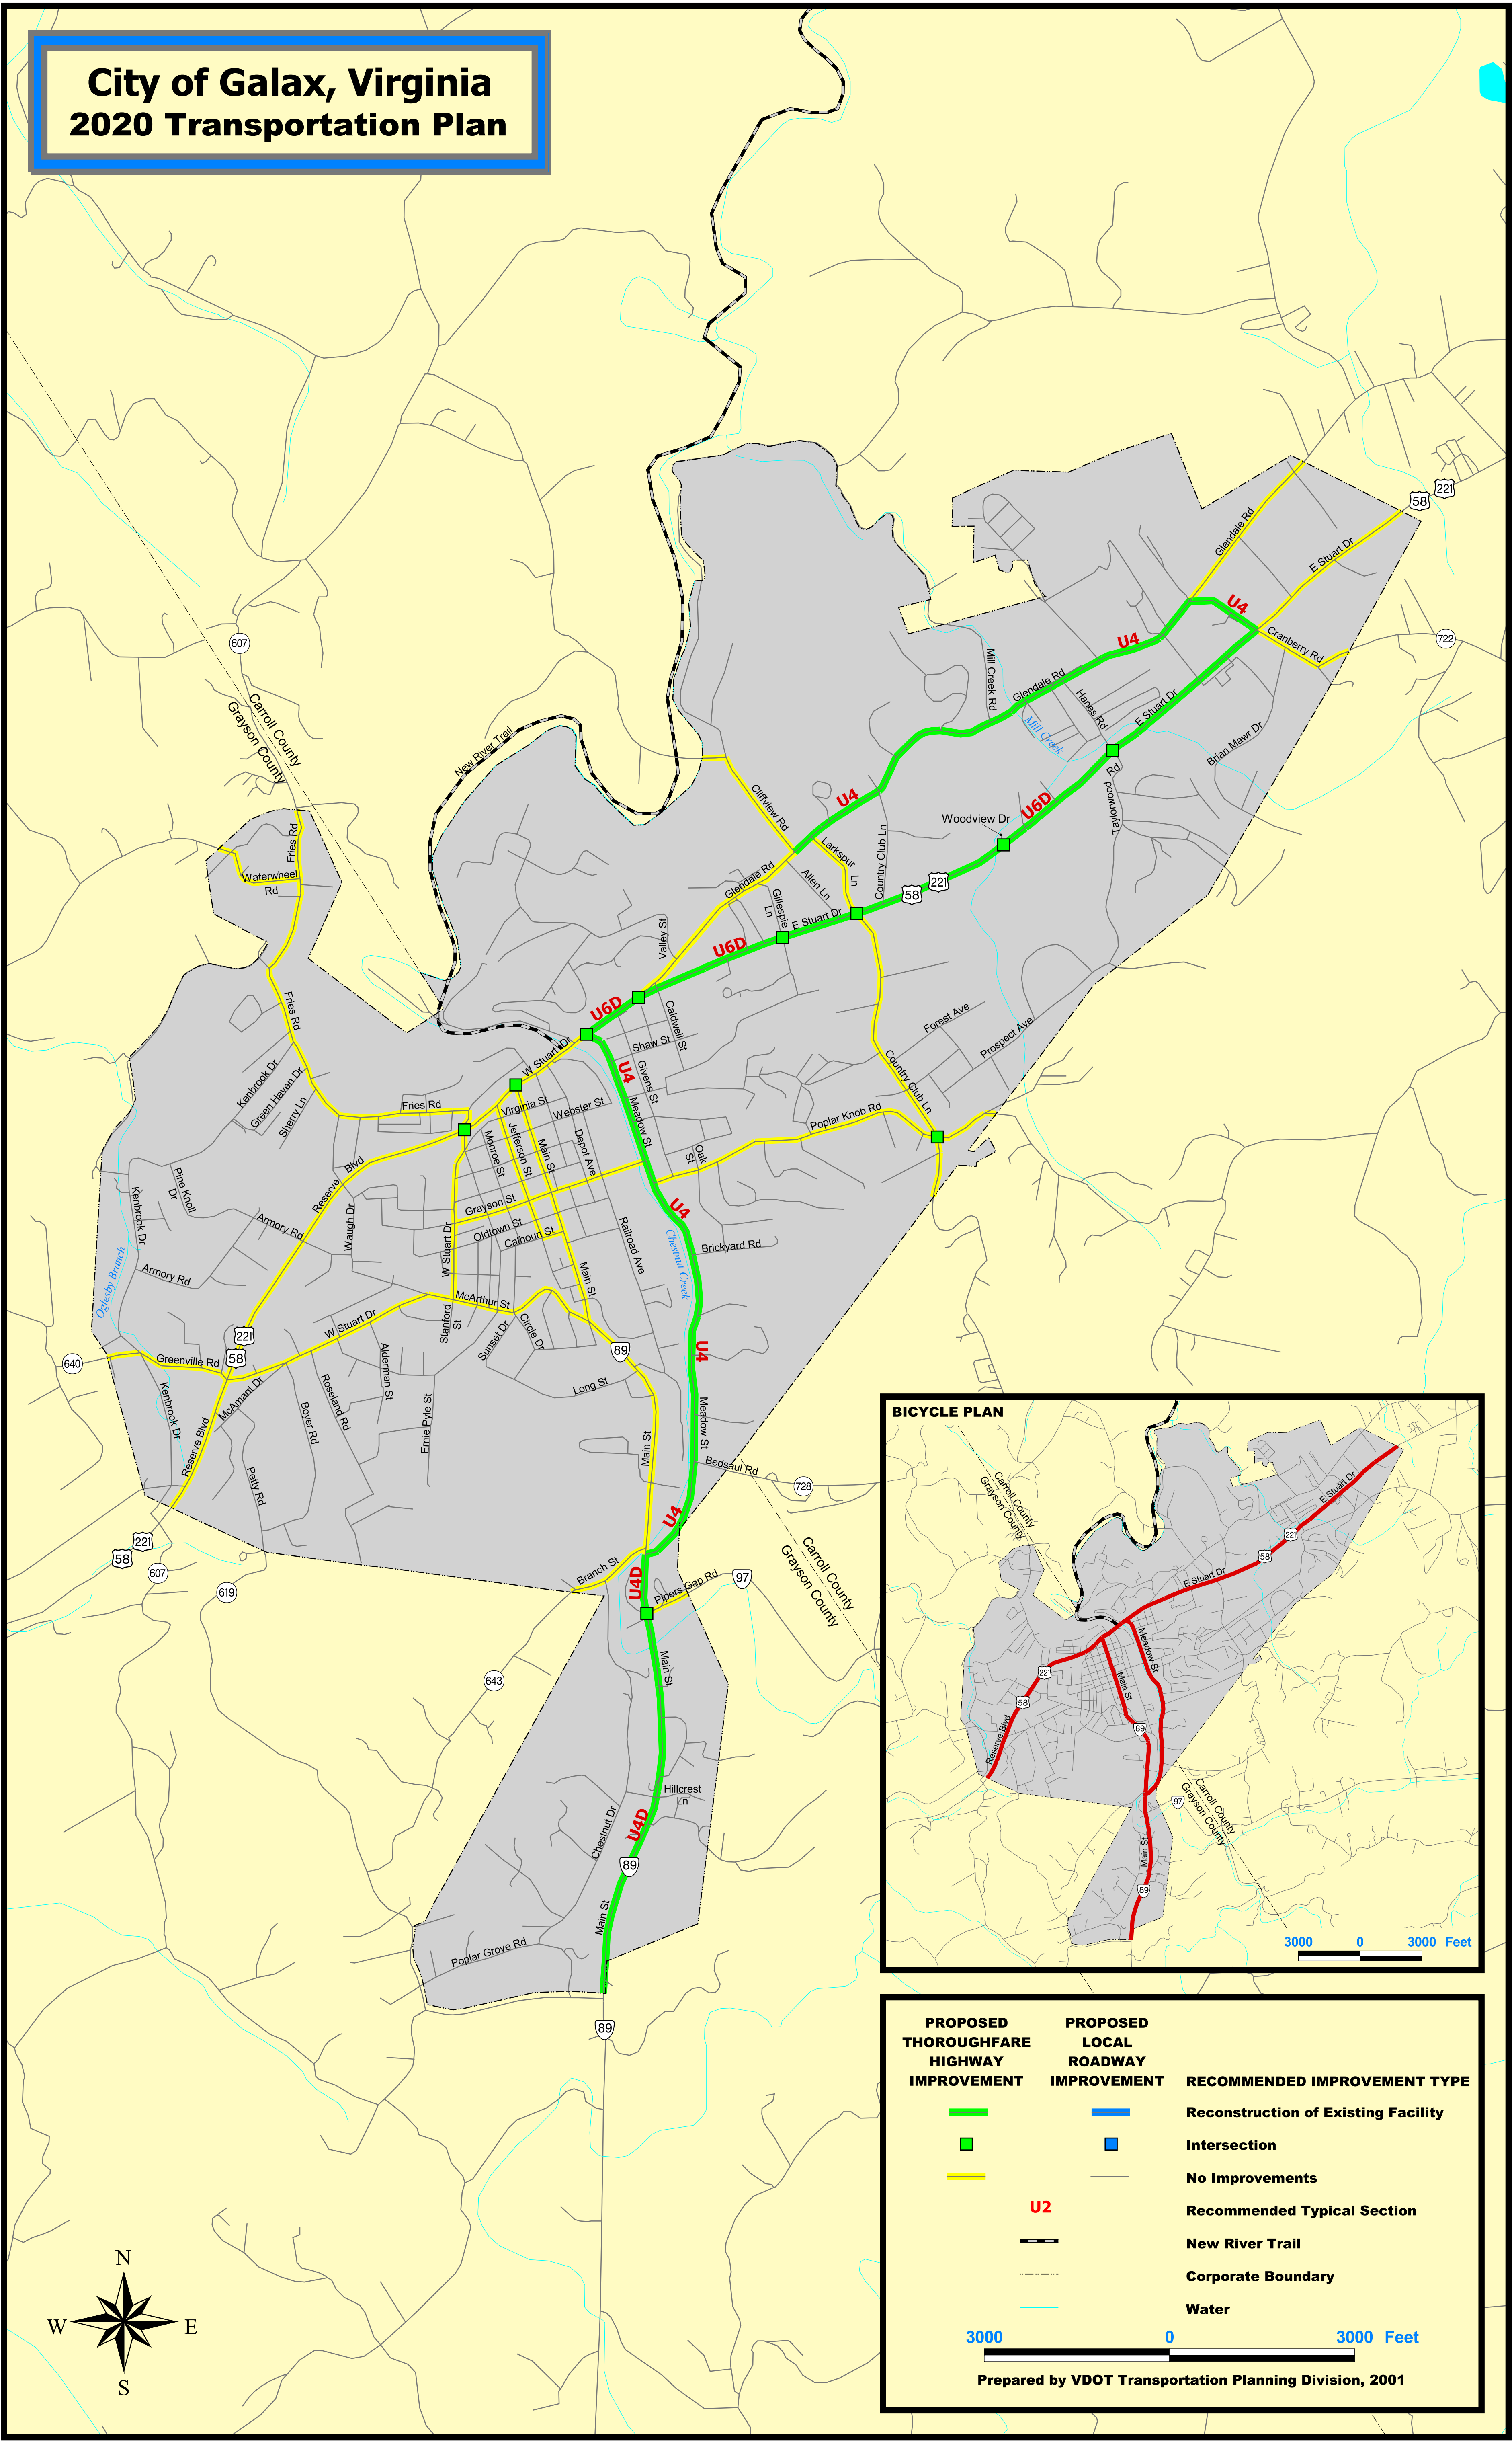 City of Galax, Virginia
2020 Transportation Plan
58
221
Glendale Rd
E Stuart Dr
U4
Cranberry Rd
722
607
Carroll County
Grayson County
U4
Mill Creek Rd
Glendale Rd
Hanes Rd
E Stuart Dr
Mill Creek
Brian Mawr Dr
New River Trail
Taylorwood
Rd
U6D
Cliffview Rd
U4
Woodview Dr
Larkspur
Ln
Country Club Ln
Fries Rd
Waterwheel
Rd
Glendale Rd
Allen Ln
Gillespie
Ln
58
221
E Stuart Dr
Valley St
U6D
U6D
Fries Rd
Caldwell St
Forest Ave
Prospect Ave
W Stuart Dr
Shaw St
U4
Givens St
Country Club Ln
Kenbrook Dr
Green Haven Dr
Sherry Ln
Fries Rd
Virginia St
Webster St
Meadow St
Poplar Knob Rd
Monroe St
Jefferson St
Main St
Depot Ave
Oak
St
Pine Knoll
Dr
Reserve
Blvd
Kenbrook Dr
Armory Rd
Waugh Dr
Grayson St
Oldtown St
Calhoun St
W Stuart Dr
U4
Railroad Ave
Brickyard Rd
Chestnut Creek
Oglesby Branch
Armory Rd
Main St
McArthur St
W Stuart Dr
Stanford
St
Sunset Dr
Circle Dr
221
58
89
U4
640
Greenville Rd
Kenbrook Dr
McAmant Dr
Alderman St
Roseland Rd
Boyer Rd
Ernie Pyle St
Long St
Main St
Meadow St
Reserve Blvd
Petty Rd
Bedsaul Rd
728
U4
58
221
607
619
Branch St
U4D
Pipers Gap Rd
97
Carroll County
Grayson County
643
Main St
Hillcrest
Ln
Chestnut Dr
U4D
89
Main St
Poplar Grove Rd
89
BICYCLE PLAN
Carroll County
Grayson County
E Stuart Dr
221
58
E Stuart Dr
Meadow St
221
Main St
58
89
Reserve Blvd
97
Carroll County
Grayson County
Main St
89
3000 0 3000 Feet
PROPOSED
THOROUGHFARE
HIGHWAY
IMPROVEMENT
PROPOSED
LOCAL
ROADWAY
IMPROVEMENT
RECOMMENDED IMPROVEMENT TYPE
Reconstruction of Existing Facility
Intersection
No Improvements
U2 Recommended Typical Section
New River Trail
Corporate Boundary
Water
3000 0 3000 Feet
Prepared by VDOT Transportation Planning Division, 2001
N
W E
S